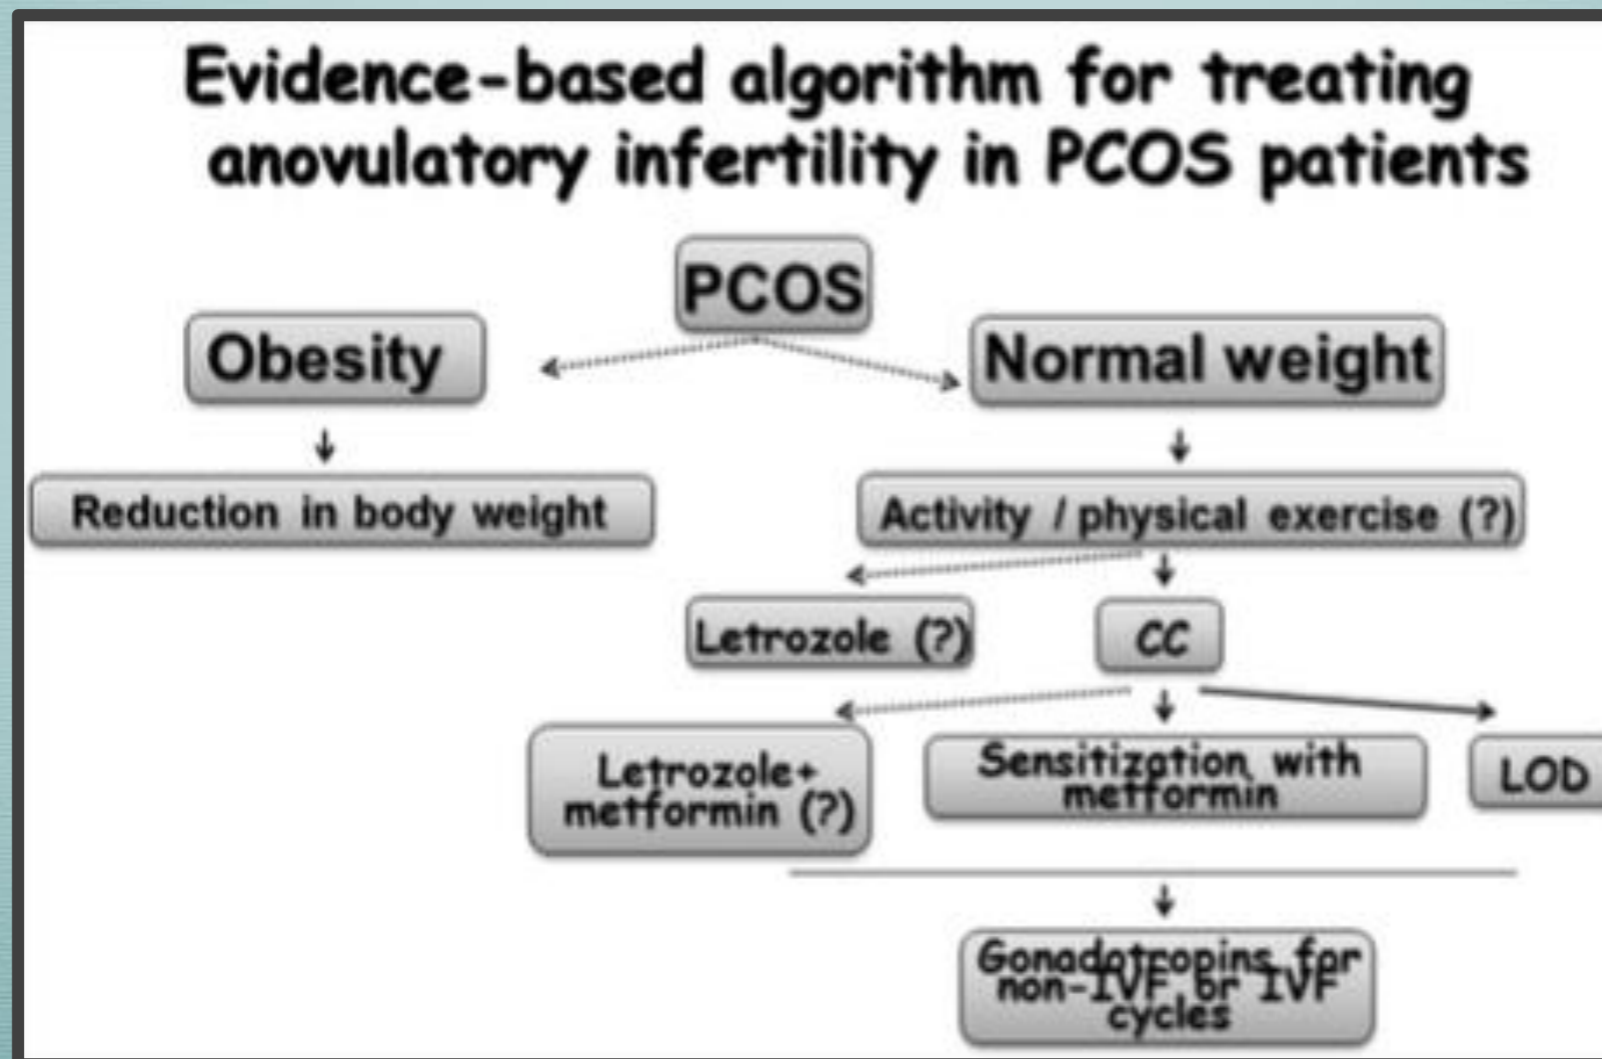 Evidence-based algorithm for treating
anovulatory infertility in PCOS patients
PCOS
Obesity
Normal weight
Reduction in body weight
Activity / physical exercise (?)
Letrozole (?)
CC
Letrozole+
metformin (?)
Sensitization with
metformin
LOD
Gonadotropins for
non-IVF or IVF
cycles